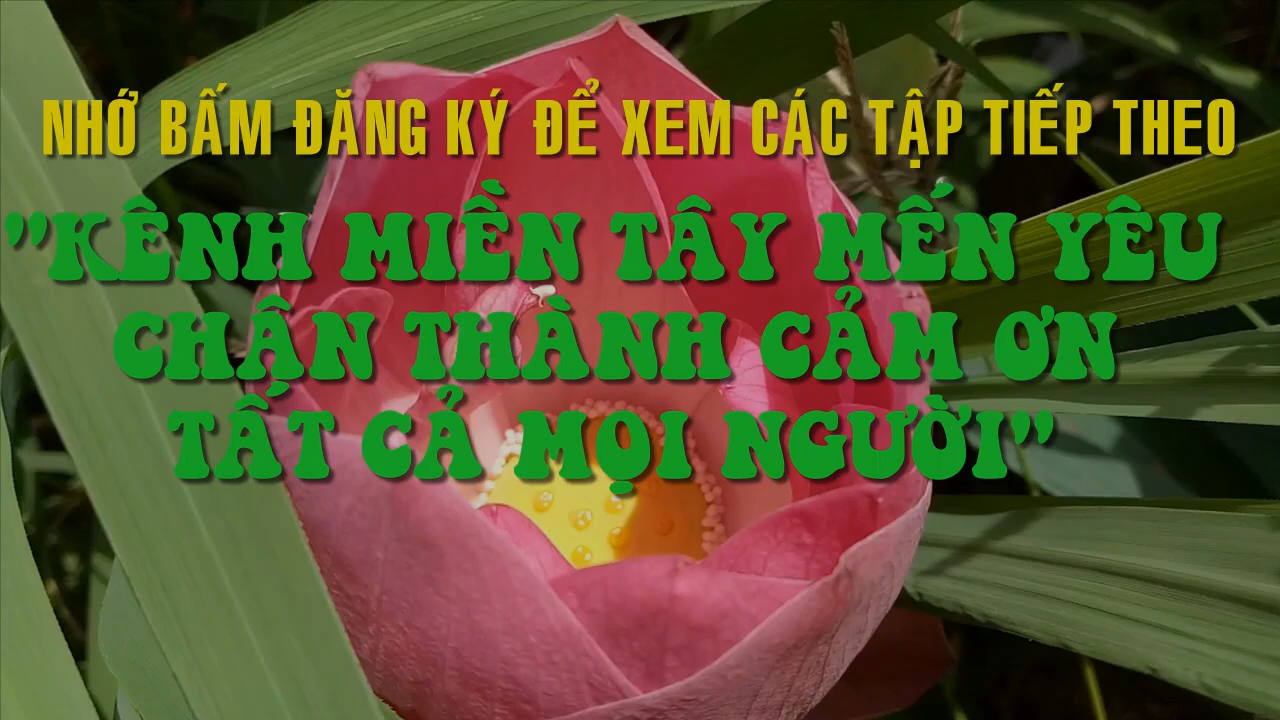 NHỚ BẤM ĐĂNG KÝ ĐỂ XEM CÁC TẬP TIẾP THEO
"KÊNH MIỀN TÂY MẾN YÊU
CHÂN THÀNH CẢM ƠN
TẤT CẢ MỌI NGƯỜI"